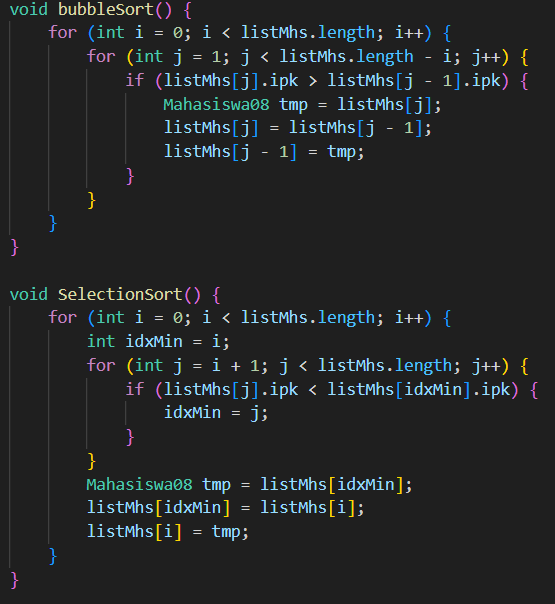 void bubbleSort() {
    for (int i = 0; i < listMhs.length; i++) {
        for (int j = 1; j < listMhs.length - i; j++) {
            if (listMhs[j].ipk > listMhs[j - 1].ipk) {
                Mahasiswa08 tmp = listMhs[j];
                listMhs[j] = listMhs[j - 1];
                listMhs[j - 1] = tmp;
            }
        }
    }
}

void SelectionSort() {
    for (int i = 0; i < listMhs.length; i++) {
        int idxMin = i;
        for (int j = i + 1; j < listMhs.length; j++) {
            if (listMhs[j].ipk < listMhs[idxMin].ipk) {
                idxMin = j;
            }
        }
        Mahasiswa08 tmp = listMhs[idxMin];
        listMhs[idxMin] = listMhs[i];
        listMhs[i] = tmp;
    }
}